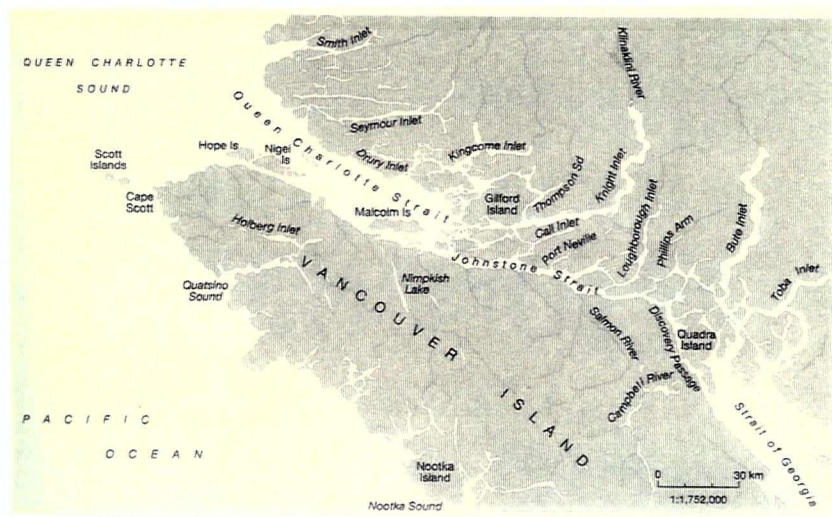 Smith Inlet
QUEEN CHARLOTTE
SOUND
Klinaklini River
Queen Charlotte Strait
Seymour Inlet
Hope Is
Nigei
Is
Drury Inlet
Kingcome Inlet
Scott
Islands
Cape
Scott
Gilford
Island
Thompson Sd
Knight Inlet
Malcolm Is
Call Inlet
Loughborough Inlet
Phillips Arm
Bute Inlet
Holberg Inlet
Port Neville
Johnstone Strait
Toba Inlet
Quatsino
Sound
Nimpkish
Lake
VANCOUVER ISLAND
Salmon River
Discovery Passage
Quadra
Island
Campbell River
Strait of Georgia
PACIFIC
OCEAN
Nootka
Island
Nootka Sound
0 30 km
1:1,752,000